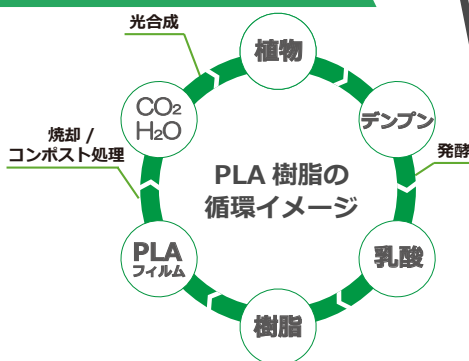 光合成
植物
CO₂
H₂O
デンプン
焼却 /
コンポスト処理
発酵
PLA 樹脂の
循環イメージ
PLA
フィルム
乳酸
樹脂